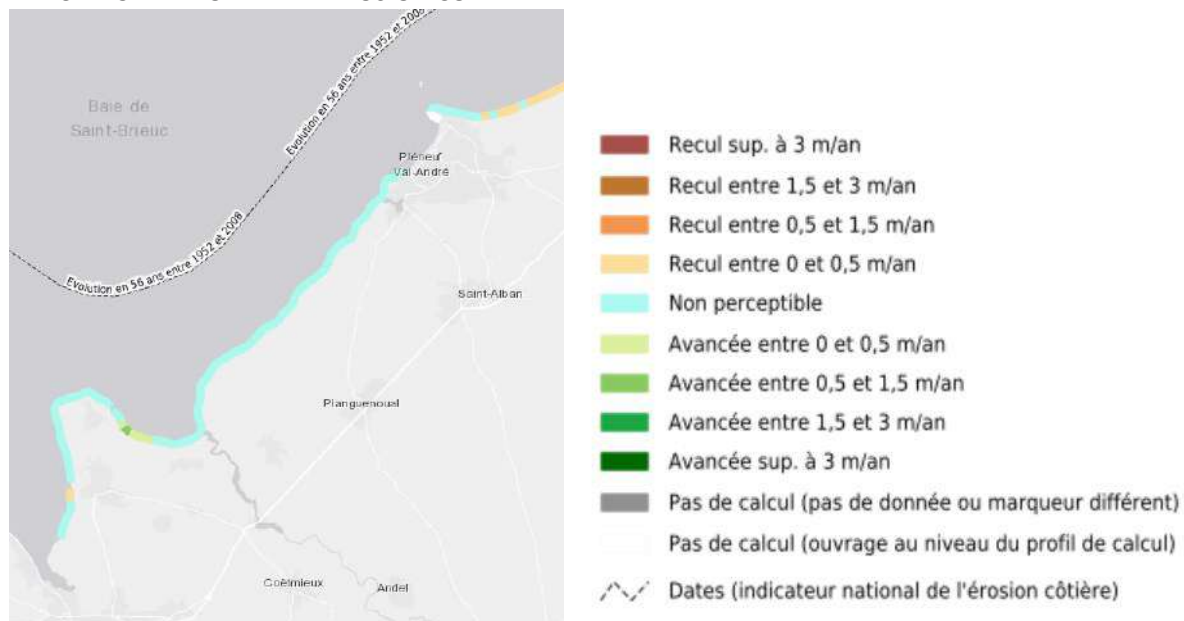 Evolution en 56 ans entre 1952 et 2008
Baie de
Saint-Brieuc
Pléneuf
Val-André
Evolution en 56 ans entre 1952 et 2008
Saint-Alban
Planguenoual
Coëtmieux
Andel
Recul sup. à 3 m/an
Recul entre 1,5 et 3 m/an
Recul entre 0,5 et 1,5 m/an
Recul entre 0 et 0,5 m/an
Non perceptible
Avancée entre 0 et 0,5 m/an
Avancée entre 0,5 et 1,5 m/an
Avancée entre 1,5 et 3 m/an
Avancée sup. à 3 m/an
Pas de calcul (pas de donnée ou marqueur différent)
Pas de calcul (ouvrage au niveau du profil de calcul)
Dates (indicateur national de l'érosion côtière)